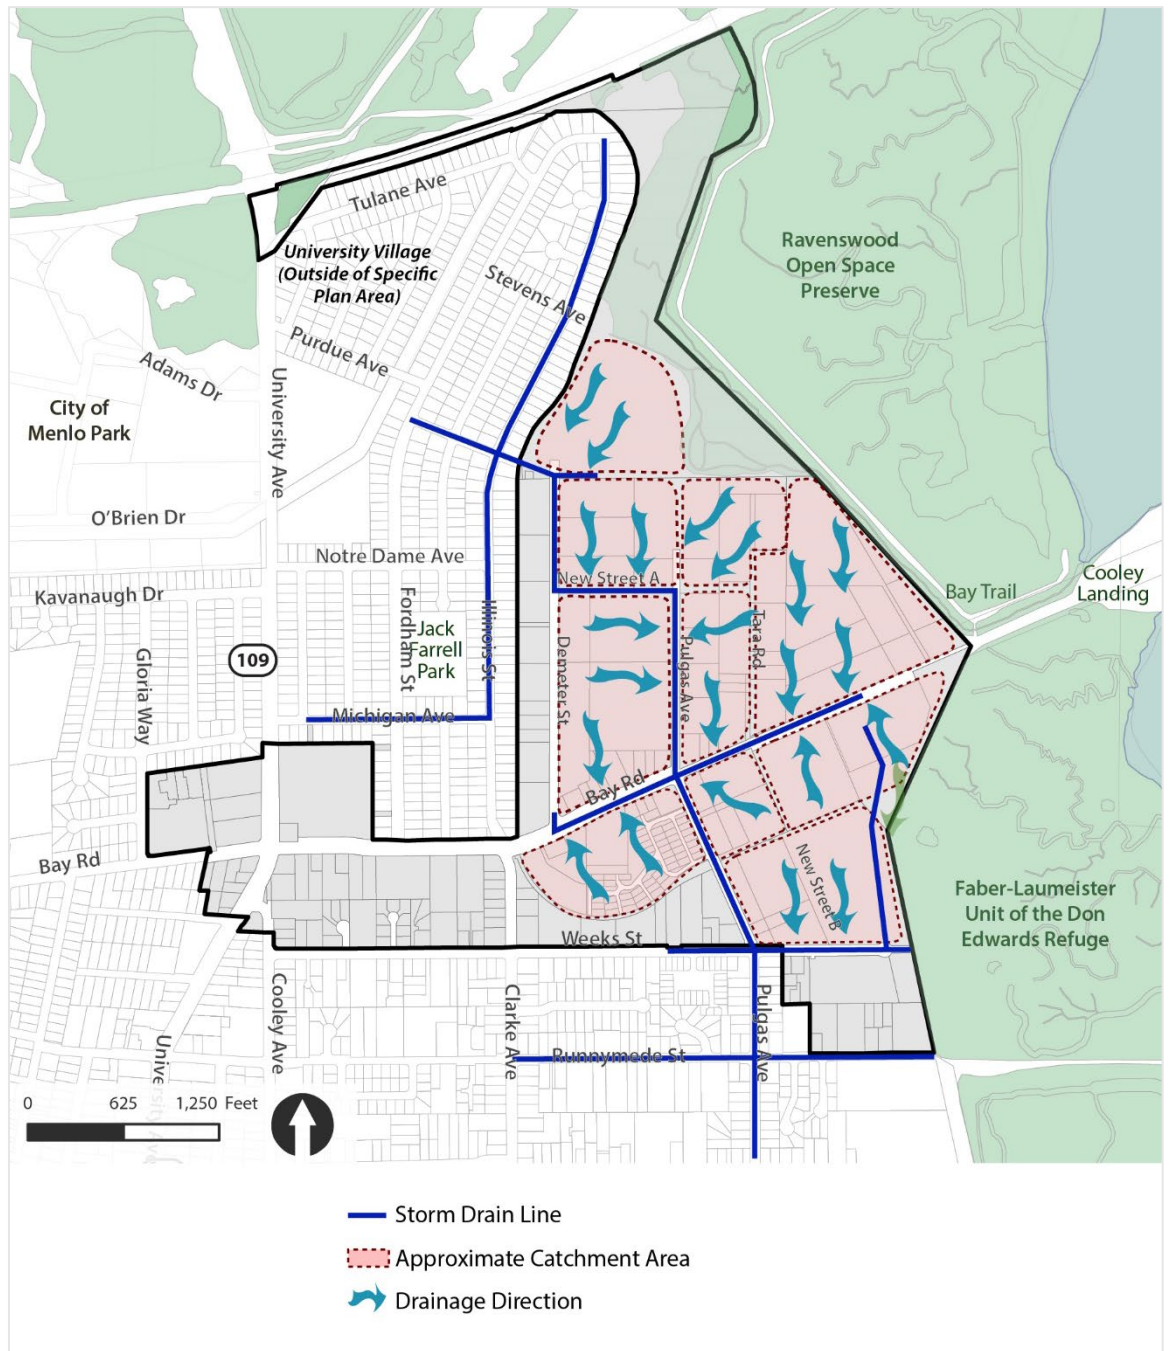 Tulane Ave
University Village
(Outside of Specific
Plan Area)
Stevens Ave
Purdue Ave
Ravenswood
Open Space
Preserve
Adams Dr
City of
Menlo Park
University Ave
O'Brien Dr
Notre Dame Ave
New Street A
Kavanaugh Dr
Bay Trail
Cooley
Landing
Fordham St
Jack
Farrell
Park
Illinois St
Demeter St
Pulgas Ave
Tara Rd
Gloria Way
109
Michigan Ave
Bay Rd
Bay Rd
New Street B
Faber-Laumeister
Unit of the Don
Edwards Refuge
Weeks St
Cooley Ave
Clarke Ave
Pulgas Ave
University Ave
Runnymede St
0 625 1,250 Feet
Storm Drain Line
Approximate Catchment Area
Drainage Direction